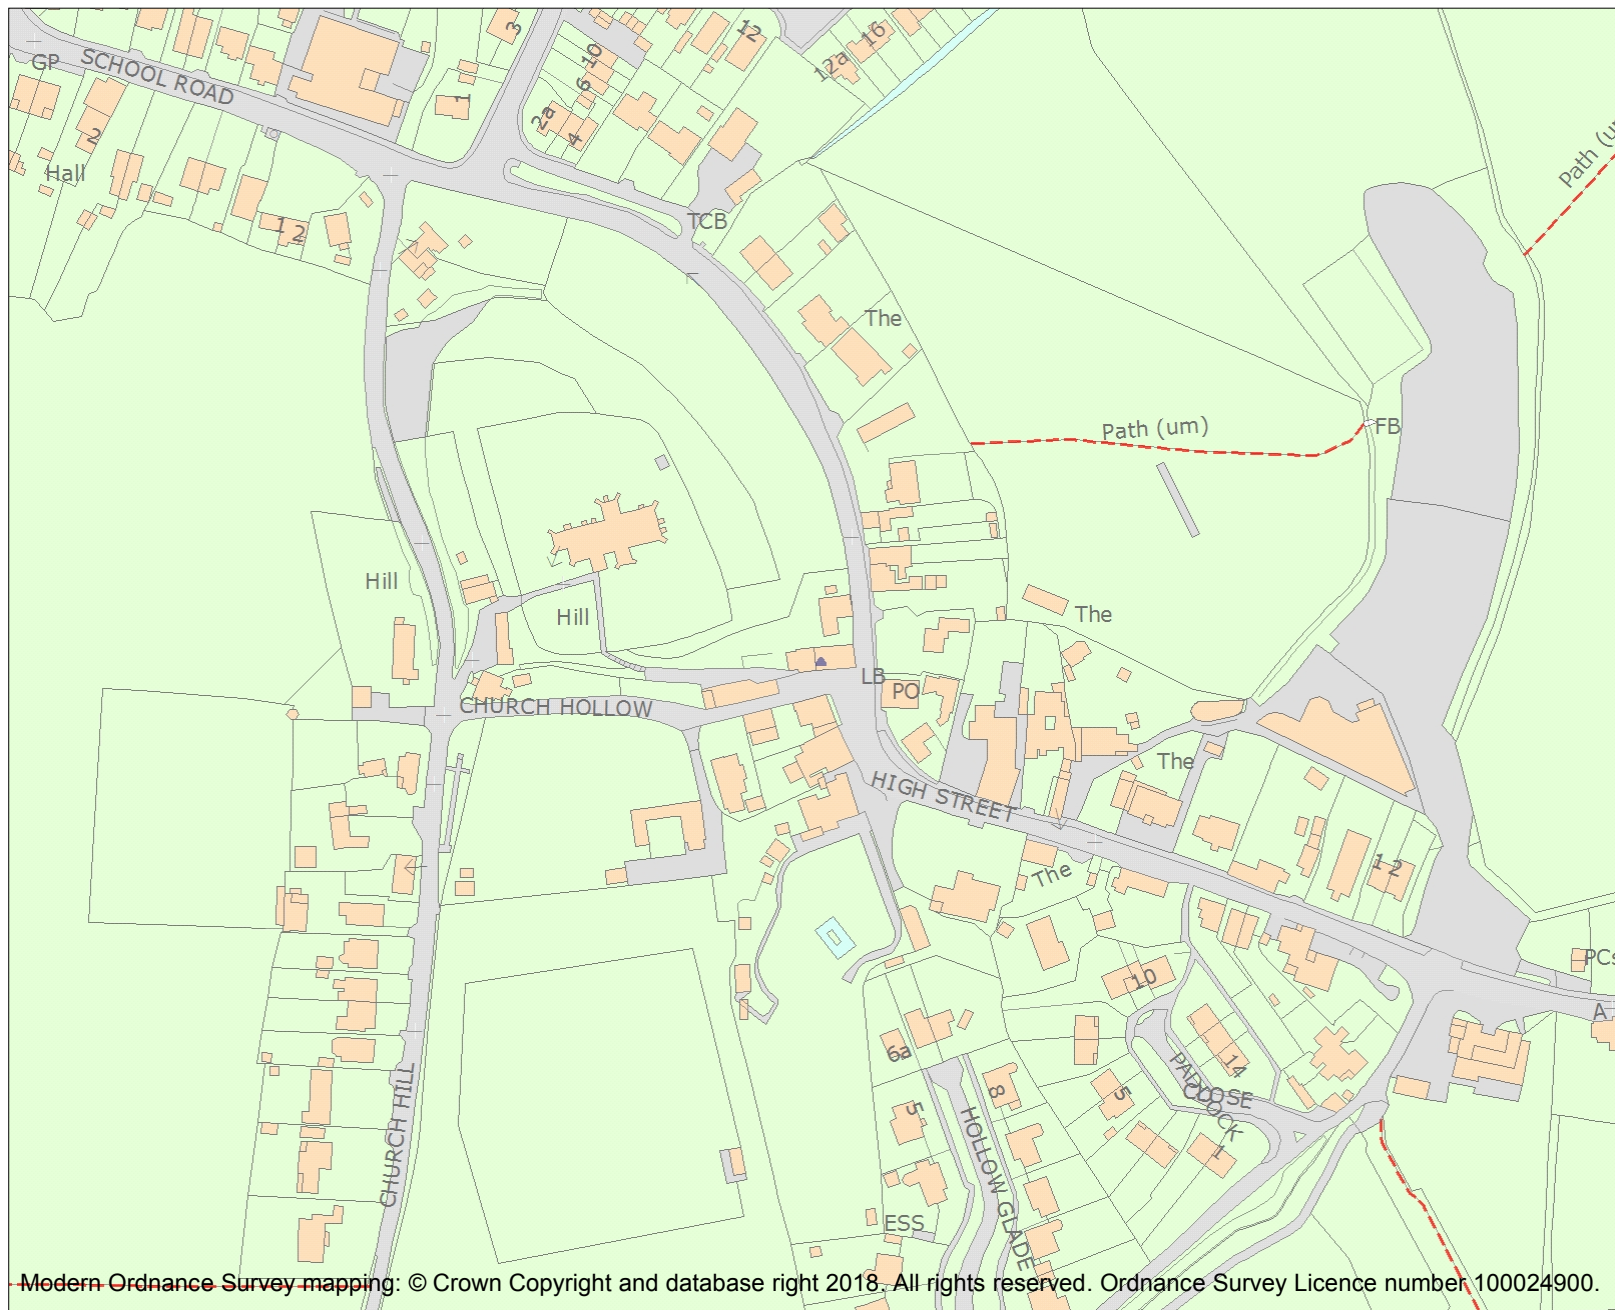 3
12
16
10
12a
GP
SCHOOL ROAD
6
1
2a
2
4
Hall
Path (u
1 2
TCB
The
Path (um)
FB
Hill
Hill
The
LB
PO
CHURCH HOLLOW
The
HIGH STREET
The
1 2
PCs
10
A
6a
14
8
5
PADDOCK
CLOSE
5
1
CHURCH HILL
HOLLOW GLADE
ESS
Modern Ordnance Survey mapping: © Crown Copyright and database right 2018. All rights reserved. Ordnance Survey Licence number 100024900.